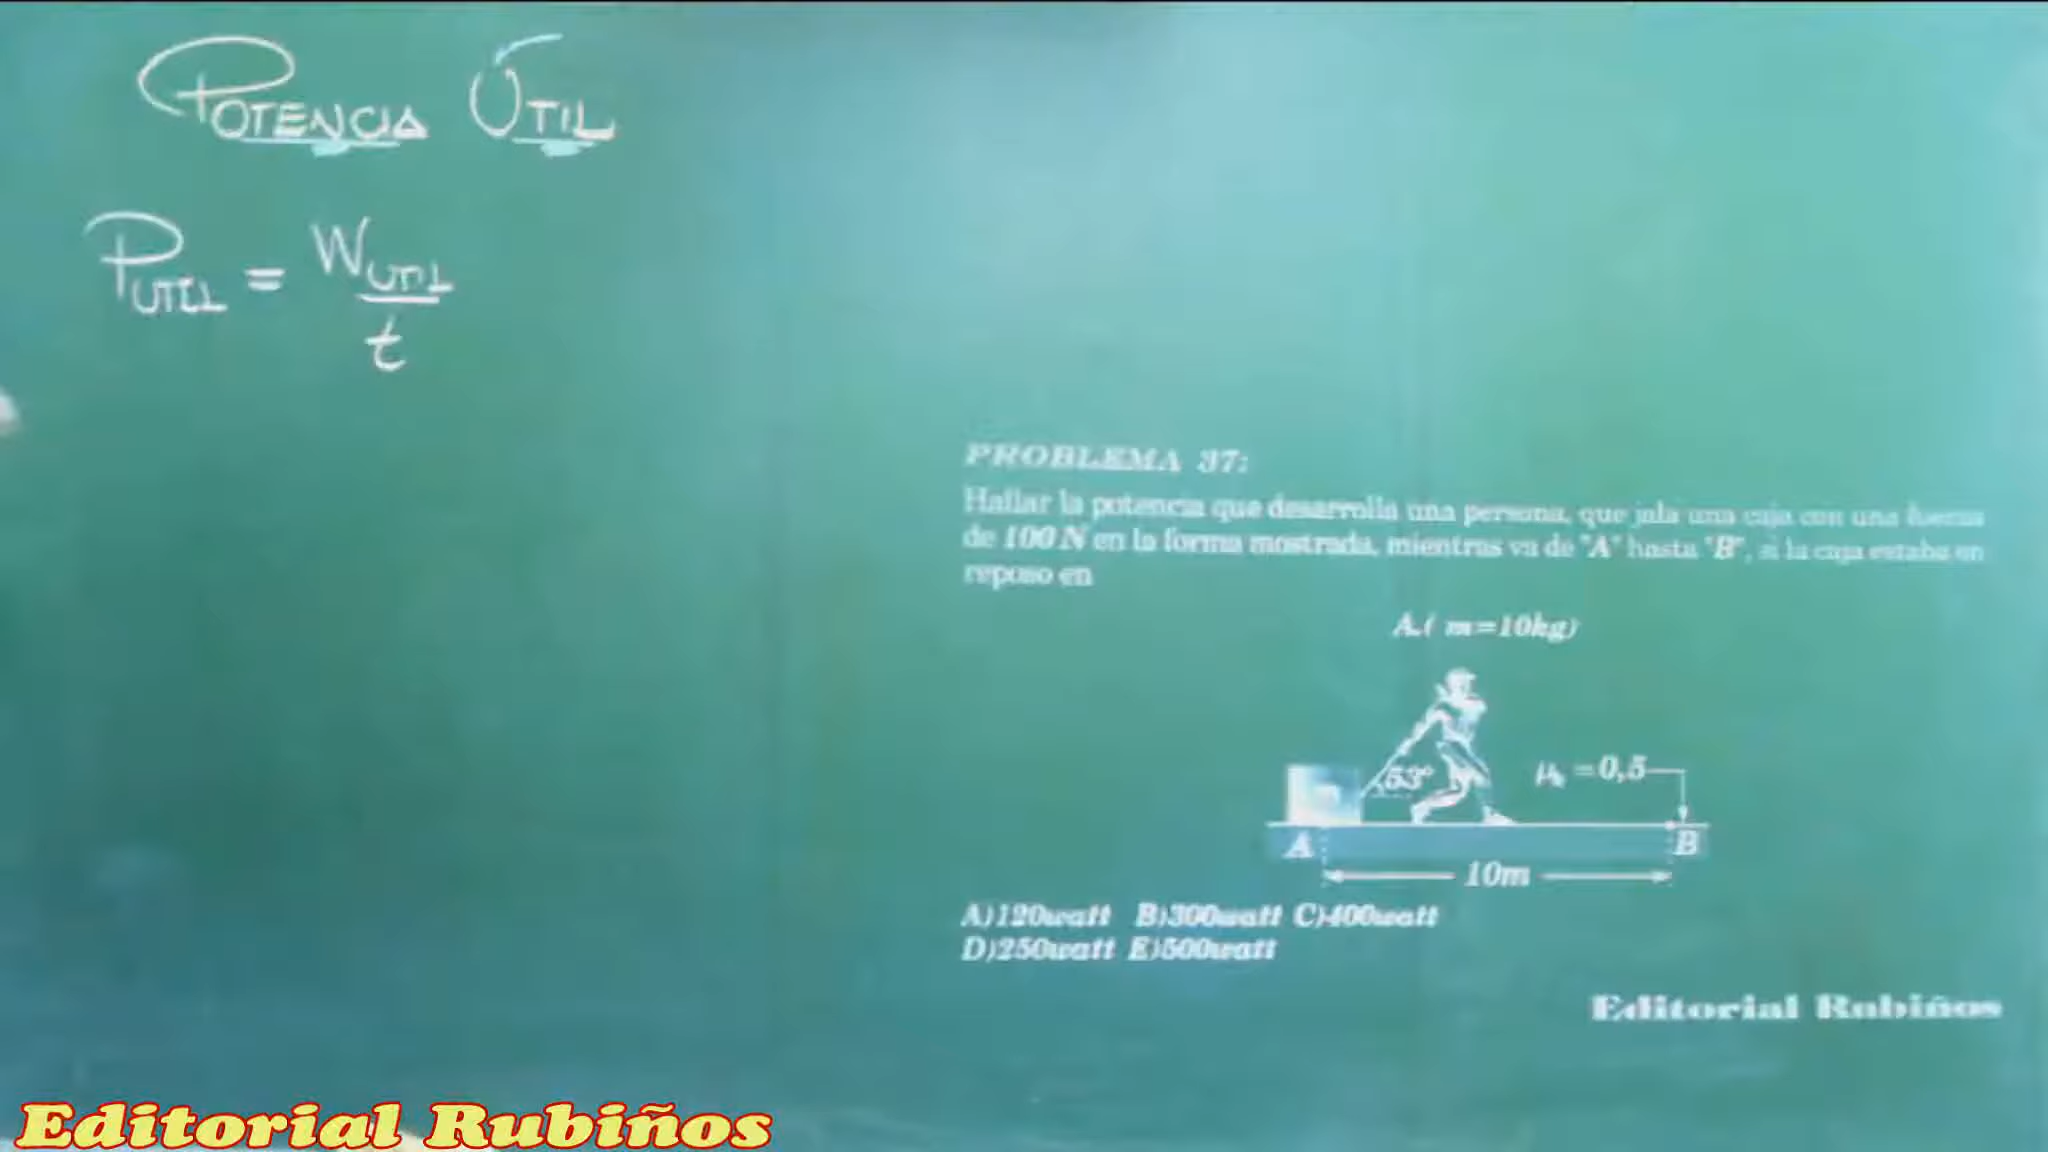 POTENCIA ÚTIL
PUTIL = WUTIL
t
PROBLEMA 37:
Hallar la potencia que desarrolla una persona, que jala una caja con una fuerza
de 100 N en la forma mostrada, mientras va de "A" hasta "B", si la caja estaba en
reposo en
A.( m=10kg)
53°
μk =0,5
A
B
10m
A)120watt B)300watt C)400watt
D)250watt E)500watt
Editorial Rubiños
Editorial Rubiños